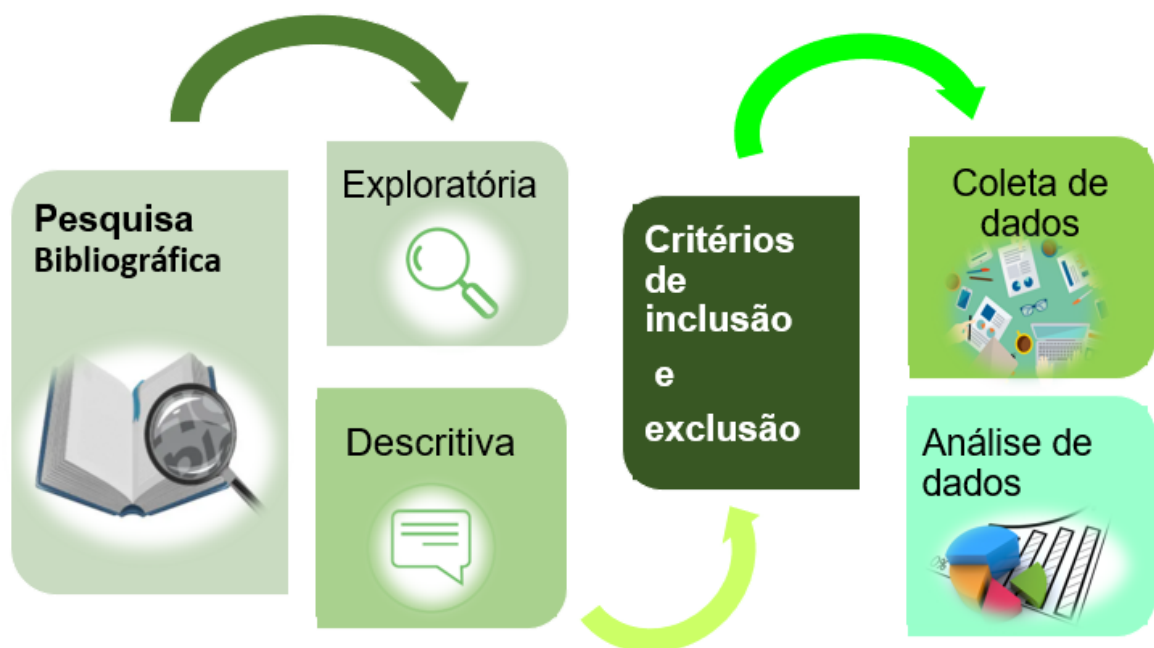 Pesquisa
Bibliográfica
Exploratória
Descritiva
Critérios
de
inclusão
e
exclusão
Coleta de
dados
Análise de
dados